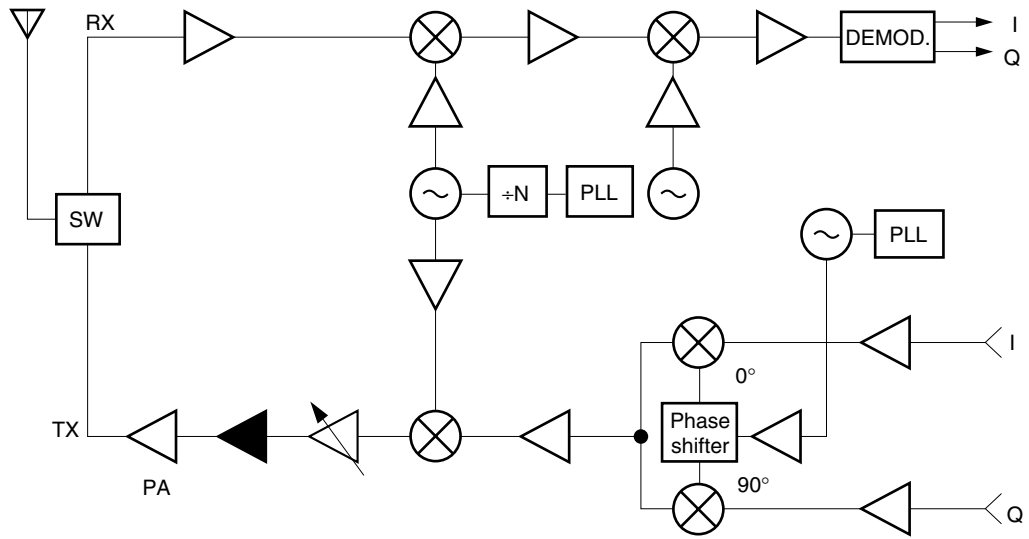 RX
DEMOD.
I
Q
÷N
PLL
SW
PLL
I
0°
TX
Phase
shifter
PA
90°
Q